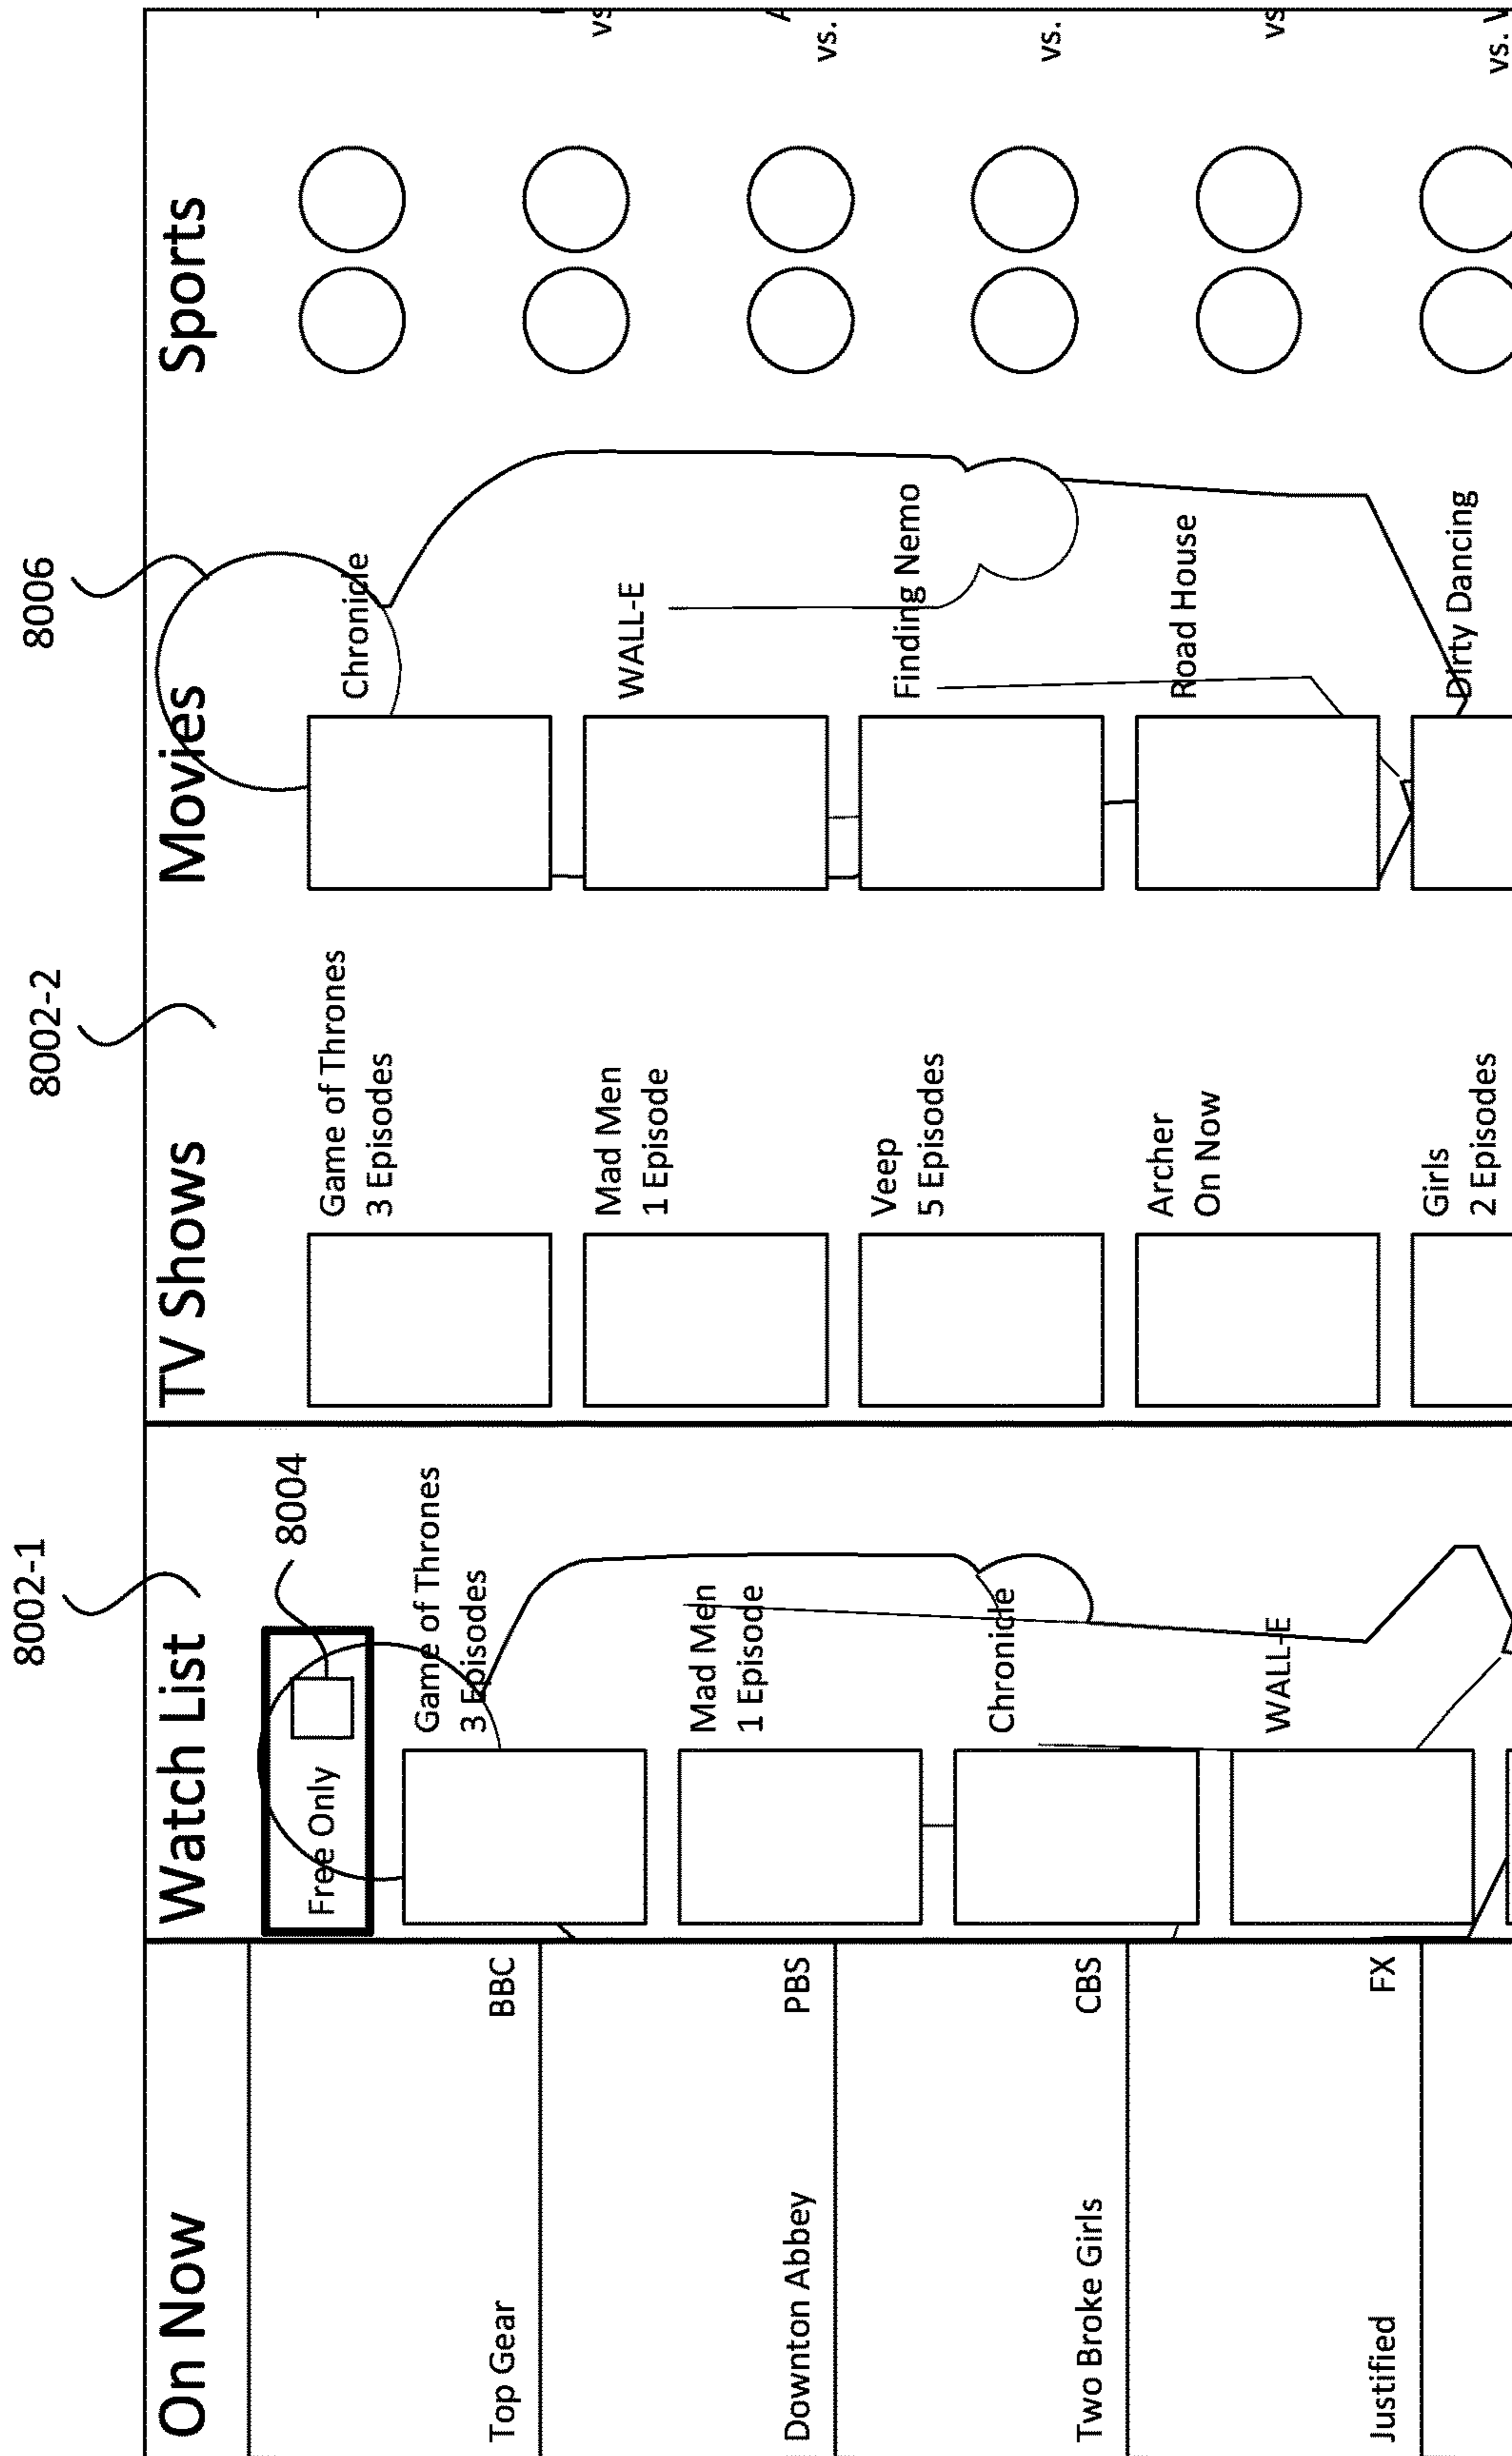 8002-1
8002-2
8006
On Now
Top Gear
BBC
Downton Abbey
PBS
Two Broke Girls
CBS
Justified
FX
Watch List
8004
Free Only
Game of Thrones
3 Episodes
Mad Men
1 Episode
Chronicle
WALL-E
TV Shows
Game of Thrones
3 Episodes
Mad Men
1 Episode
Veep
5 Episodes
Archer
On Now
Girls
2 Episodes
Movies
Chronicle
WALL-E
Finding Nemo
Road House
Dirty Dancing
Sports
vs
vs.
vs.
vs
vs.